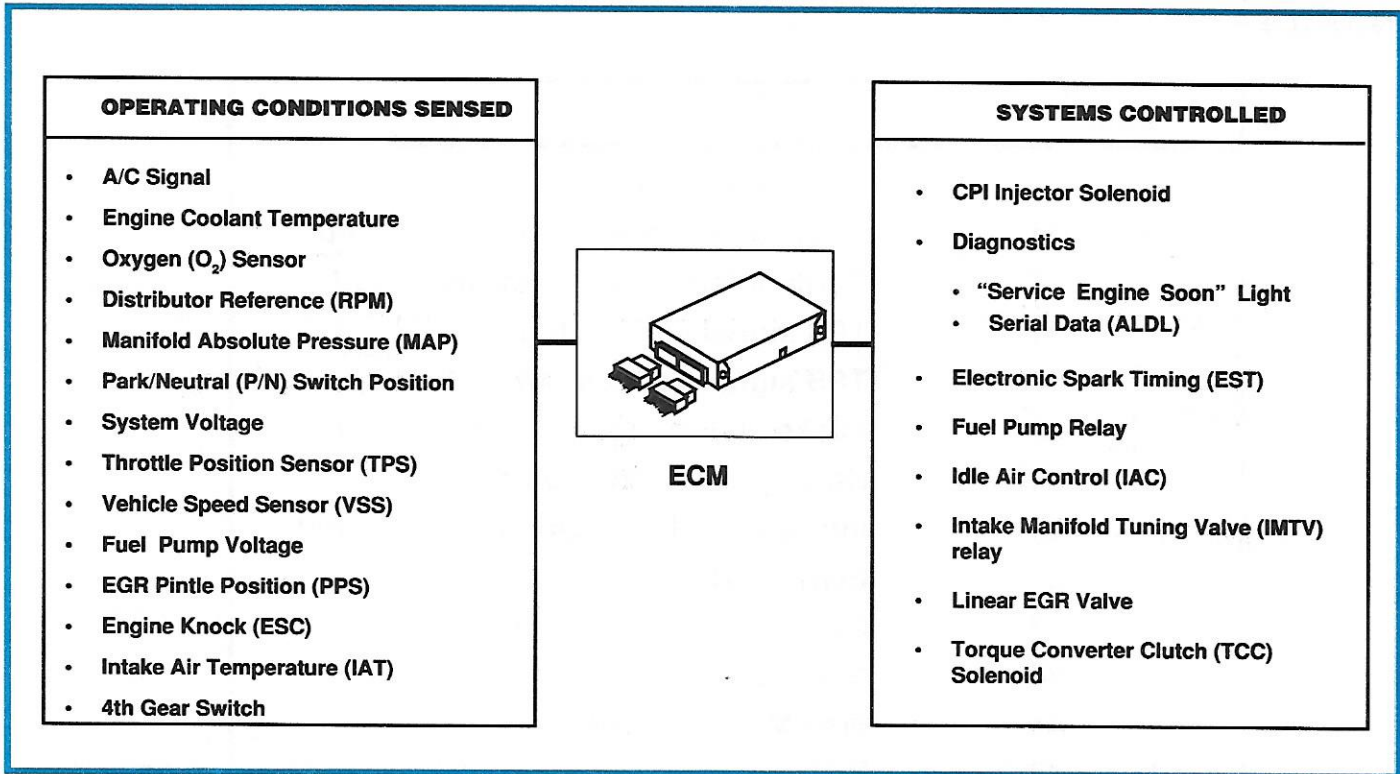 OPERATING CONDITIONS SENSED
• A/C Signal
• Engine Coolant Temperature
• Oxygen (O₂) Sensor
• Distributor Reference (RPM)
• Manifold Absolute Pressure (MAP)
• Park/Neutral (P/N) Switch Position
• System Voltage
• Throttle Position Sensor (TPS)
• Vehicle Speed Sensor (VSS)
• Fuel Pump Voltage
• EGR Pintle Position (PPS)
• Engine Knock (ESC)
• Intake Air Temperature (IAT)
• 4th Gear Switch
ECM
SYSTEMS CONTROLLED
• CPI Injector Solenoid
• Diagnostics
• “Service Engine Soon” Light
• Serial Data (ALDL)
• Electronic Spark Timing (EST)
• Fuel Pump Relay
• Idle Air Control (IAC)
• Intake Manifold Tuning Valve (IMTV)
relay
• Linear EGR Valve
• Torque Converter Clutch (TCC)
Solenoid